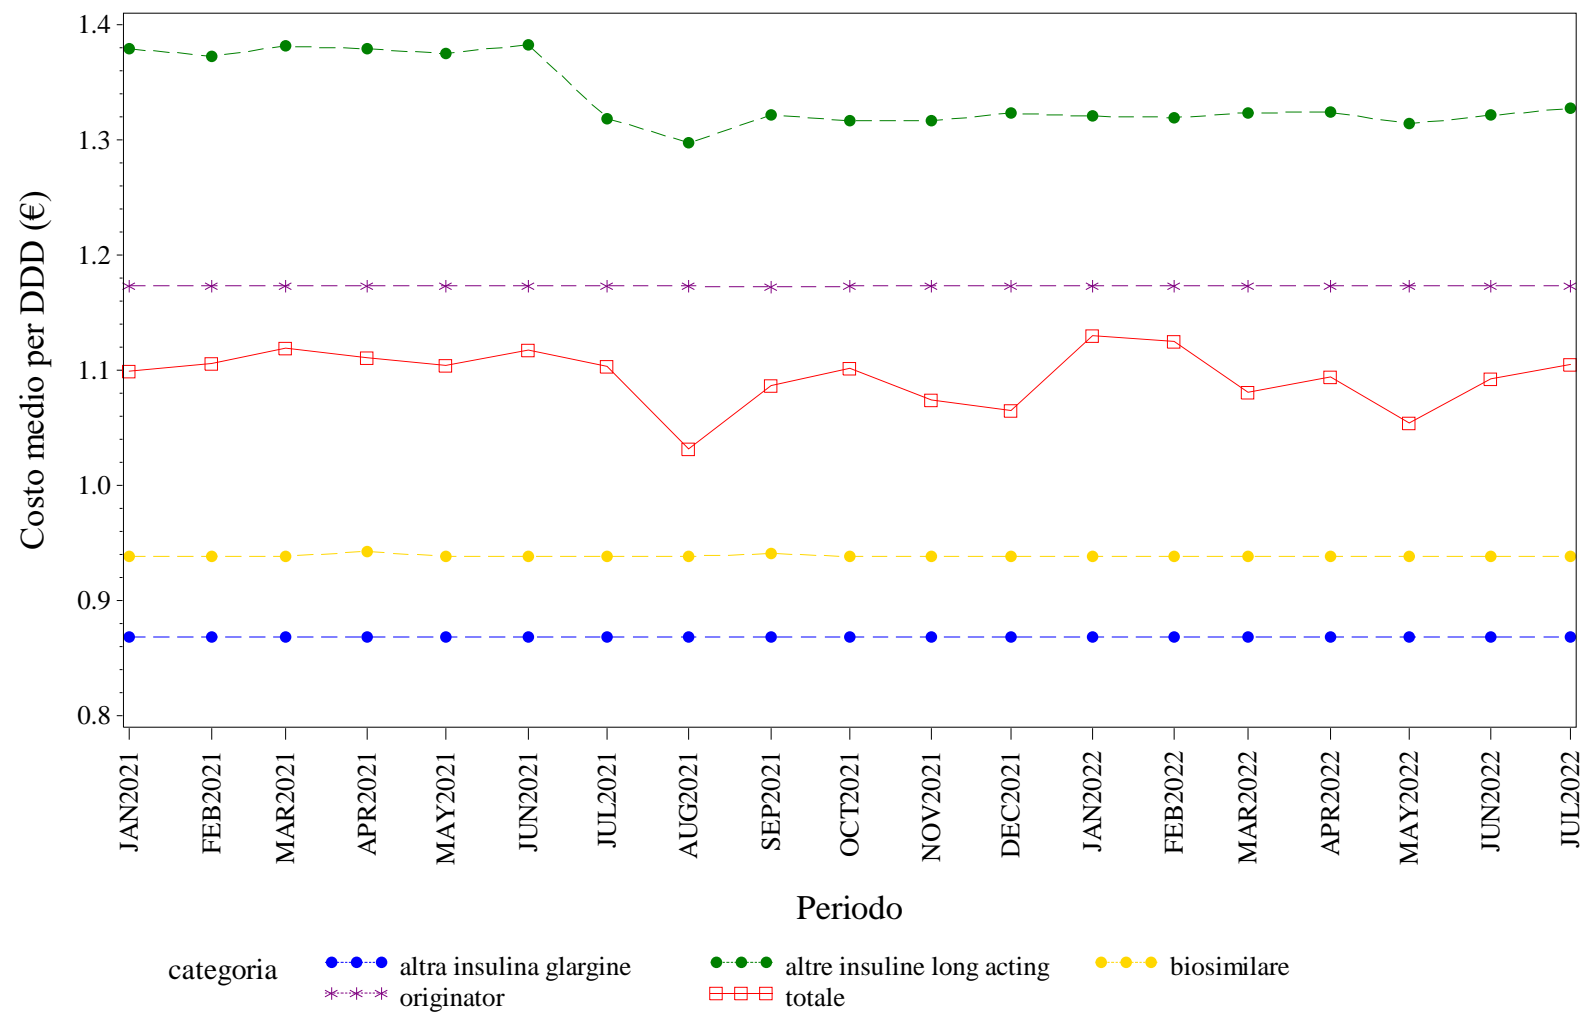 1.4
1.3
1.2
1.1
1.0
0.9
0.8
Costo medio per DDD (€)
JAN2021
FEB2021
MAR2021
APR2021
MAY2021
JUN2021
JUL2021
AUG2021
SEP2021
OCT2021
NOV2021
DEC2021
JAN2022
FEB2022
MAR2022
APR2022
MAY2022
JUN2022
JUL2022
Periodo
categoria
altra insulina glargine
altre insuline long acting
biosimilare
originator
totale